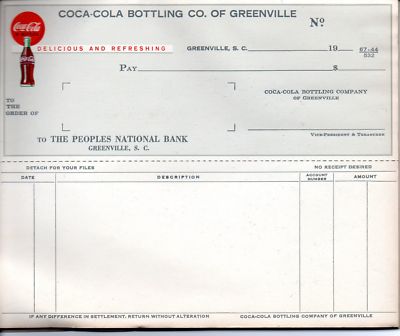 COCA-COLA BOTTLING CO. OF GREENVILLE
Nº
Coca-Cola
DELICIOUS AND REFRESHING
GREENVILLE, S. C. 19
67-44
532
PAY $
COCA-COLA BOTTLING COMPANY
OF GREENVILLE
TO
THE
ORDER OF
VICE-PRESIDENT & TREASURER
TO THE PEOPLES NATIONAL BANK
GREENVILLE, S. C.
DETACH FOR YOUR FILES NO RECEIPT DESIRED
DATE DESCRIPTION ACCOUNT NUMBER AMOUNT
IF ANY DIFFERENCE IN SETTLEMENT, RETURN WITHOUT ALTERATION COCA-COLA BOTTLING COMPANY OF GREENVILLE